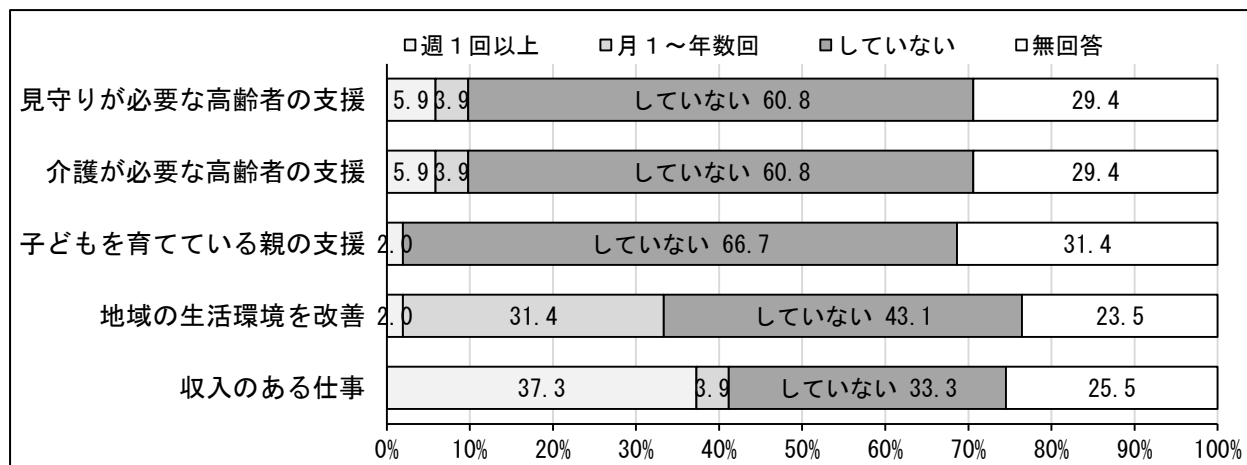 □週１回以上 □月１～年数回 □していない □無回答
見守りが必要な高齢者の支援 5.9 3.9 していない 60.8 29.4
介護が必要な高齢者の支援 5.9 3.9 していない 60.8 29.4
子どもを育てている親の支援 2.0 していない 66.7 31.4
地域の生活環境を改善 2.0 31.4 していない 43.1 23.5
収入のある仕事 37.3 3.9 していない 33.3 25.5
0% 10% 20% 30% 40% 50% 60% 70% 80% 90% 100%